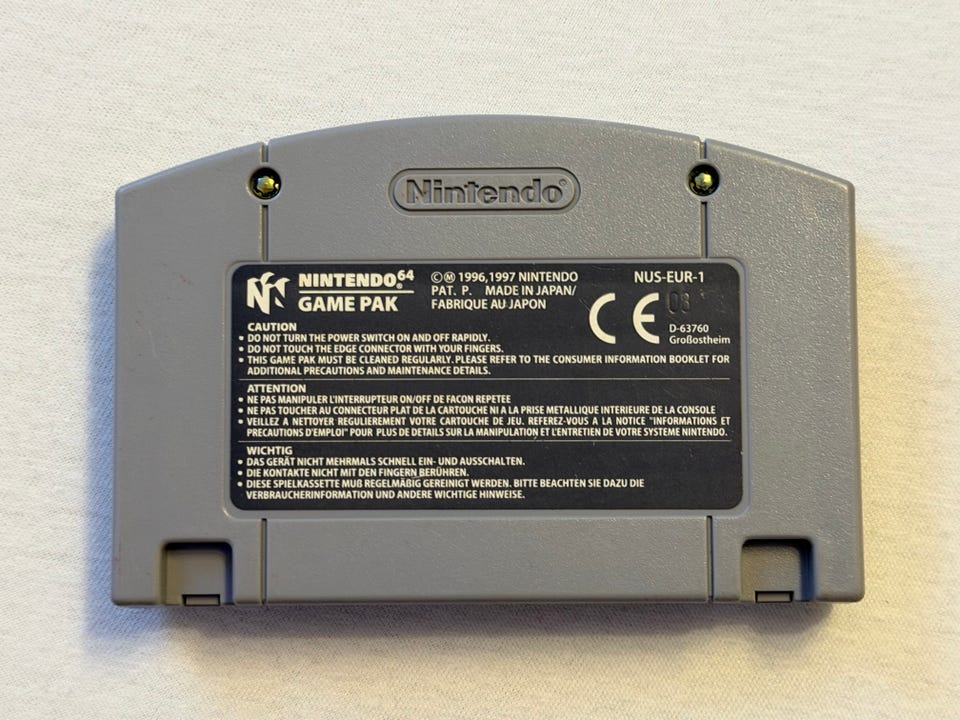 Nintendo®
NINTENDO⁶⁴
GAME PAK
©Ⓜ 1996,1997 NINTENDO
PAT. P. MADE IN JAPAN/
FABRIQUE AU JAPON
NUS-EUR-1
CE
D-63760
Großostheim
CAUTION
• DO NOT TURN THE POWER SWITCH ON AND OFF RAPIDLY.
• DO NOT TOUCH THE EDGE CONNECTOR WITH YOUR FINGERS.
• THIS GAME PAK MUST BE CLEANED REGULARLY. PLEASE REFER TO THE CONSUMER INFORMATION BOOKLET FOR
ADDITIONAL PRECAUTIONS AND MAINTENANCE DETAILS.
ATTENTION
• NE PAS MANIPULER L'INTERRUPTEUR ON/OFF DE FACON REPETEE
• NE PAS TOUCHER AU CONNECTEUR PLAT DE LA CARTOUCHE NI A LA PRISE METALLIQUE INTERIEURE DE LA CONSOLE
• VEILLEZ A NETTOYER REGULIEREMENT VOTRE CARTOUCHE DE JEU. REFEREZ-VOUS A LA NOTICE "INFORMATIONS ET
PRECAUTIONS D'EMPLOI" POUR PLUS DE DETAILS SUR LA MANIPULATION ET L'ENTRETIEN DE VOTRE SYSTEME NINTENDO.
WICHTIG
• DAS GERÄT NICHT MEHRMALS SCHNELL EIN- UND AUSSCHALTEN.
• DIE KONTAKTE NICHT MIT DEN FINGERN BERÜHREN.
• DIESE SPIELKASSETTE MUß REGELMÄßIG GEREINIGT WERDEN. BITTE BEACHTEN SIE DAZU DIE
VERBRAUCHERINFORMATION UND ANDERE WICHTIGE HINWEISE.